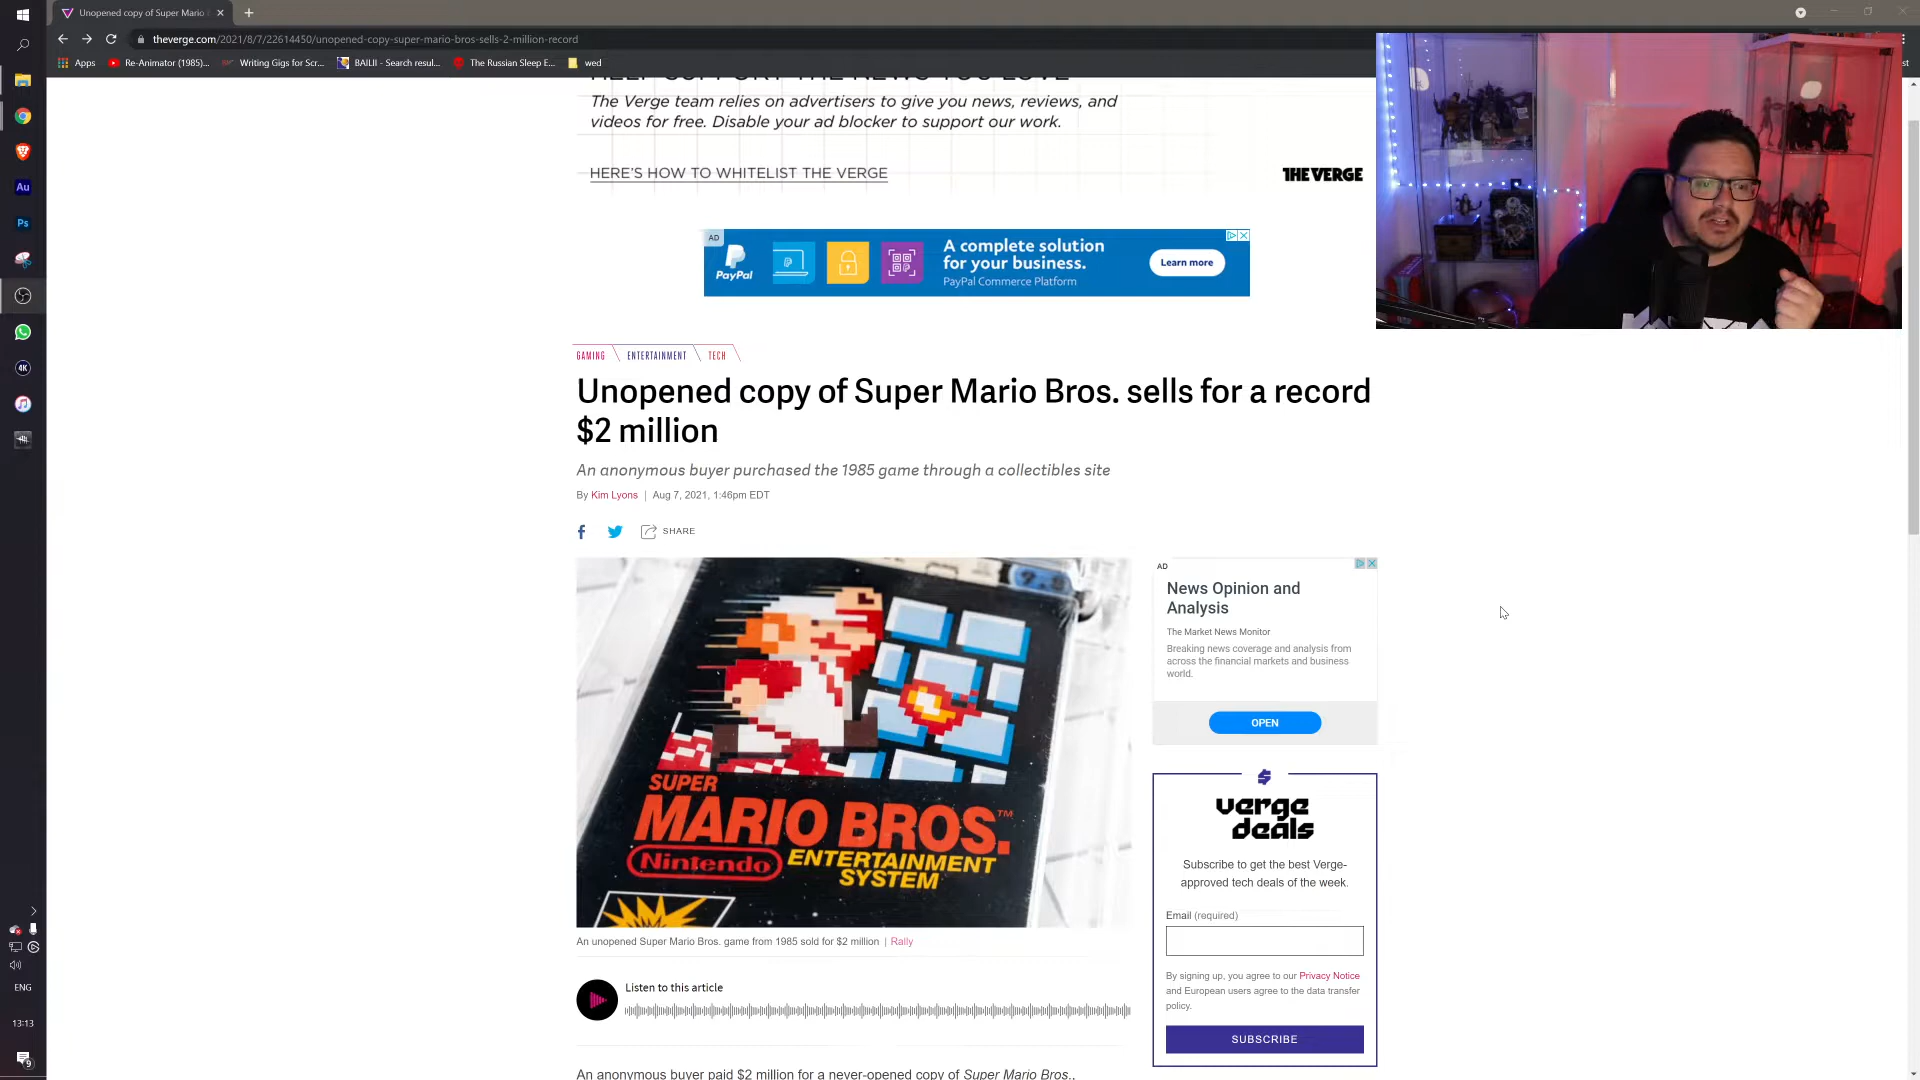 Unopened copy of Super Mario
theverge.com/2021/8/7/22614450/unopened-copy-super-mario-bros-sells-2-million-record
Apps
Re-Animator (1985)...
Writing Gigs for Scr...
BAILII - Search resul...
The Russian Sleep E...
wed
HELP SUPPORT THE NEWS YOU LOVE
The Verge team relies on advertisers to give you news, reviews, and
videos for free. Disable your ad blocker to support our work.
HERE'S HOW TO WHITELIST THE VERGE
THE VERGE
AD
PayPal
A complete solution
for your business.
PayPal Commerce Platform
Learn more
GAMING
ENTERTAINMENT
TECH
Unopened copy of Super Mario Bros. sells for a record
$2 million
An anonymous buyer purchased the 1985 game through a collectibles site
By Kim Lyons | Aug 7, 2021, 1:46pm EDT
SHARE
SUPER
MARIO BROS.™
Nintendo
ENTERTAINMENT
SYSTEM
An unopened Super Mario Bros. game from 1985 sold for $2 million | Rally
Listen to this article
An anonymous buyer paid $2 million for a never-opened copy of Super Mario Bros.,
AD
News Opinion and
Analysis
The Market News Monitor
Breaking news coverage and analysis from
across the financial markets and business
world.
OPEN
verge
deals
Subscribe to get the best Verge-
approved tech deals of the week.
Email (required)
By signing up, you agree to our Privacy Notice
and European users agree to the data transfer
policy.
SUBSCRIBE
Au
Ps
4K
ENG
13:13
9